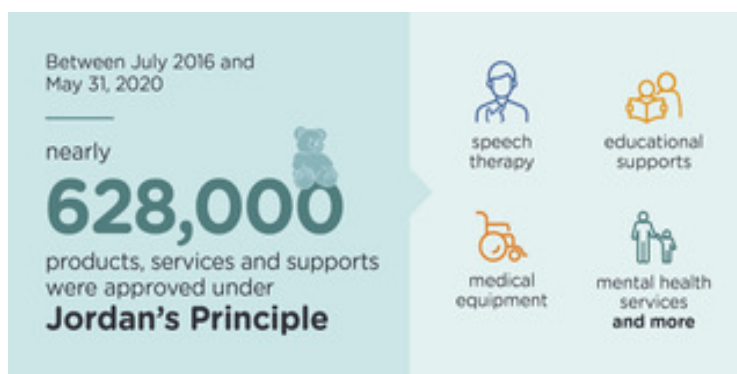 Between July 2016 and
May 31, 2020
nearly
628,000
products, services and supports
were approved under
Jordan's Principle
speech
therapy
educational
supports
medical
equipment
mental health
services
and more